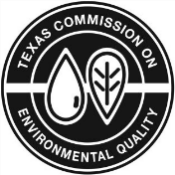 TEXAS COMMISSION ON
ENVIRONMENTAL QUALITY